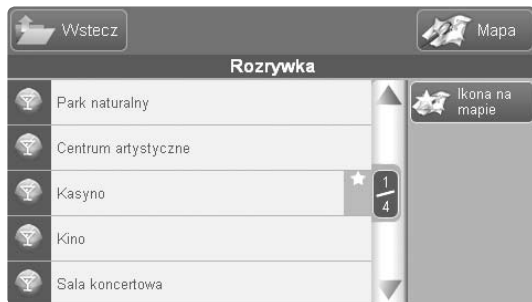 Wstecz
Mapa
Rozrywka
Park naturalny
Ikona na
mapie
Centrum artystyczne
Kasyno
1
4
Kino
Sala koncertowa